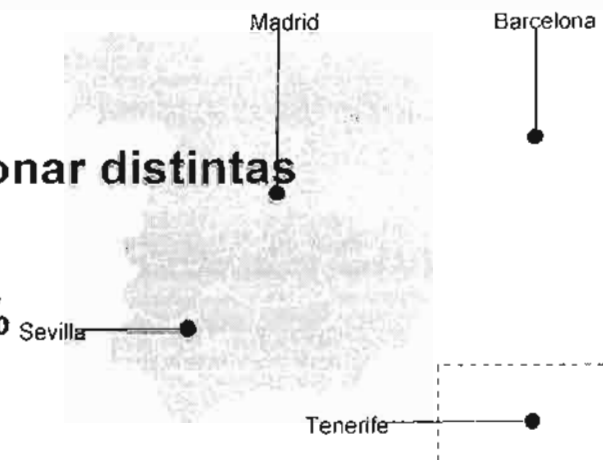 Madrid
Barcelona
onar distintas
Sevilla
Tenerife